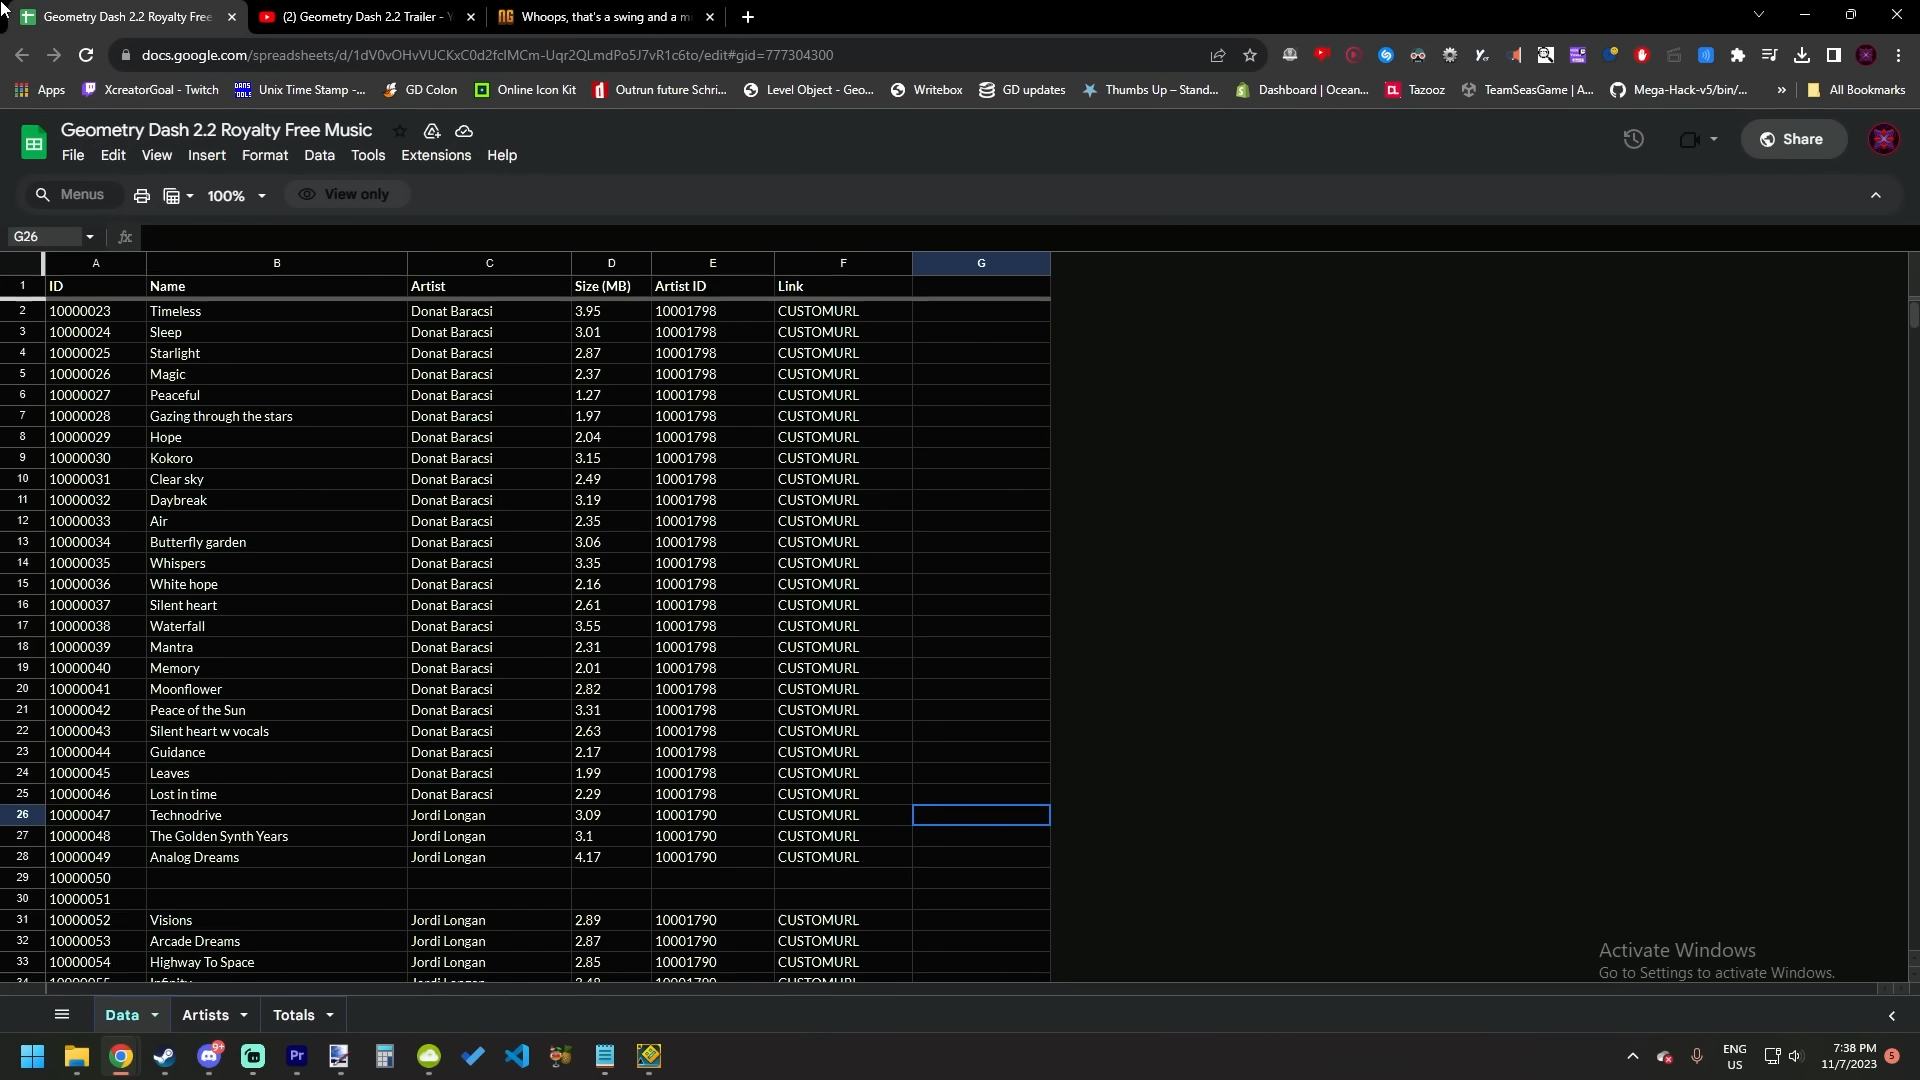 Geometry Dash 2.2 Royalty Free
(2) Geometry Dash 2.2 Trailer - Y
Whoops, that's a swing and a m
docs.google.com/spreadsheets/d/1dV0vOHvVUCKxC0d2fcIMCm-Uqr2QLmdPo5J7vR1c6to/edit#gid=777304300
Apps XcreatorGoal - Twitch Unix Time Stamp -... GD Colon Online Icon Kit Outrun future Schri... Level Object - Geo... Writebox GD updates Thumbs Up – Stand... Dashboard | Ocean... Tazooz TeamSeasGame | A... Mega-Hack-v5/bin/... » All Bookmarks
Geometry Dash 2.2 Royalty Free Music
Share
File Edit View Insert Format Data Tools Extensions Help
Menus 100% View only
G26 fx
A B C D E F G
1 ID Name Artist Size (MB) Artist ID Link
2 10000023 Timeless Donat Baracsi 3.95 10001798 CUSTOMURL
3 10000024 Sleep Donat Baracsi 3.01 10001798 CUSTOMURL
4 10000025 Starlight Donat Baracsi 2.87 10001798 CUSTOMURL
5 10000026 Magic Donat Baracsi 2.37 10001798 CUSTOMURL
6 10000027 Peaceful Donat Baracsi 1.27 10001798 CUSTOMURL
7 10000028 Gazing through the stars Donat Baracsi 1.97 10001798 CUSTOMURL
8 10000029 Hope Donat Baracsi 2.04 10001798 CUSTOMURL
9 10000030 Kokoro Donat Baracsi 3.15 10001798 CUSTOMURL
10 10000031 Clear sky Donat Baracsi 2.49 10001798 CUSTOMURL
11 10000032 Daybreak Donat Baracsi 3.19 10001798 CUSTOMURL
12 10000033 Air Donat Baracsi 2.35 10001798 CUSTOMURL
13 10000034 Butterfly garden Donat Baracsi 3.06 10001798 CUSTOMURL
14 10000035 Whispers Donat Baracsi 3.35 10001798 CUSTOMURL
15 10000036 White hope Donat Baracsi 2.16 10001798 CUSTOMURL
16 10000037 Silent heart Donat Baracsi 2.61 10001798 CUSTOMURL
17 10000038 Waterfall Donat Baracsi 3.55 10001798 CUSTOMURL
18 10000039 Mantra Donat Baracsi 2.31 10001798 CUSTOMURL
19 10000040 Memory Donat Baracsi 2.01 10001798 CUSTOMURL
20 10000041 Moonflower Donat Baracsi 2.82 10001798 CUSTOMURL
21 10000042 Peace of the Sun Donat Baracsi 3.31 10001798 CUSTOMURL
22 10000043 Silent heart w vocals Donat Baracsi 2.63 10001798 CUSTOMURL
23 10000044 Guidance Donat Baracsi 2.17 10001798 CUSTOMURL
24 10000045 Leaves Donat Baracsi 1.99 10001798 CUSTOMURL
25 10000046 Lost in time Donat Baracsi 2.29 10001798 CUSTOMURL
26 10000047 Technodrive Jordi Longan 3.09 10001790 CUSTOMURL
27 10000048 The Golden Synth Years Jordi Longan 3.1 10001790 CUSTOMURL
28 10000049 Analog Dreams Jordi Longan 4.17 10001790 CUSTOMURL
29 10000050
30 10000051
31 10000052 Visions Jordi Longan 2.89 10001790 CUSTOMURL
32 10000053 Arcade Dreams Jordi Longan 2.87 10001790 CUSTOMURL
33 10000054 Highway To Space Jordi Longan 2.85 10001790 CUSTOMURL
Activate Windows
Go to Settings to activate Windows.
Data Artists Totals
9+
ENG
US
7:38 PM
11/7/2023
5